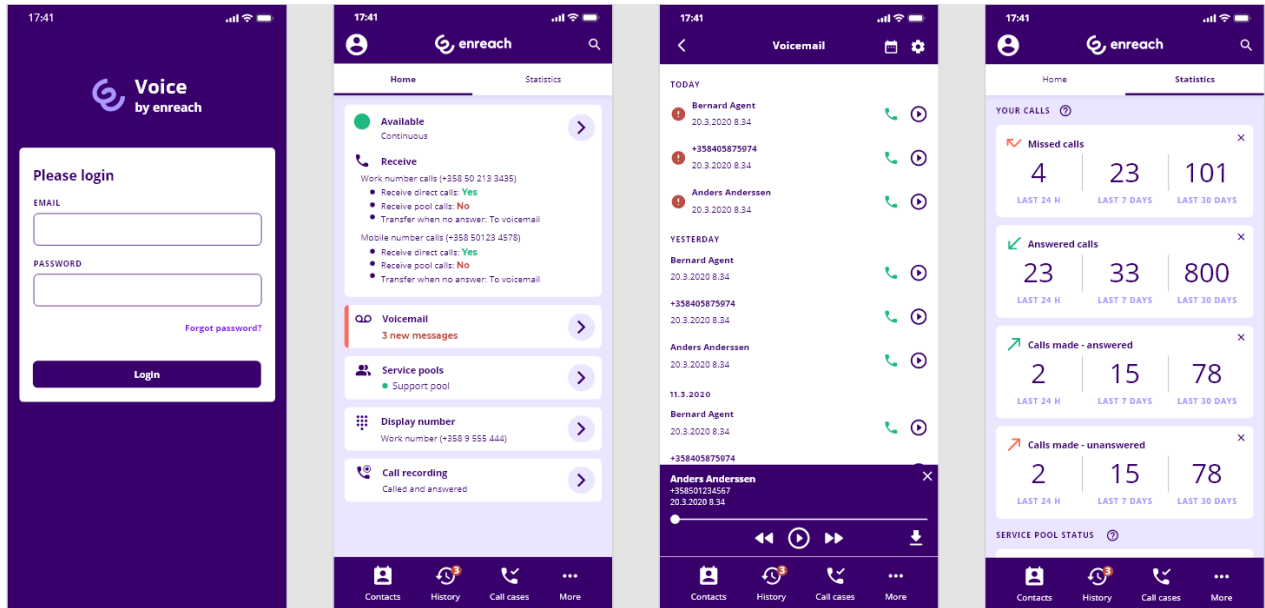 17:41
Voice
by enreach
Please login
EMAIL
PASSWORD
Forgot password?
Login
17:41
enreach
Home
Statistics
Available
Continuous
Receive
Work number calls (+358 50 213 3435)
Receive direct calls: Yes
Receive pool calls: No
Transfer when no answer: To voicemail
Mobile number calls (+358 50123 4578)
Receive direct calls: Yes
Receive pool calls: No
Transfer when no answer: To voicemail
Voicemail
3 new messages
Service pools
Support pool
Display number
Work number (+358 9 555 444)
Call recording
Called and answered
3
Contacts
History
Call cases
More
17:41
Voicemail
TODAY
Bernard Agent
20.3.2020 8.34
+358405875974
20.3.2020 8.34
Anders Anderssen
20.3.2020 8.34
YESTERDAY
Bernard Agent
20.3.2020 8.34
+358405875974
20.3.2020 8.34
Anders Anderssen
20.3.2020 8.34
11.3.2020
Bernard Agent
20.3.2020 8.34
+358405875974
Anders Anderssen
+358501234567
20.3.2020 8.34
3
Contacts
History
Call cases
More
17:41
enreach
Home
Statistics
YOUR CALLS ?
Missed calls
4 23 101
LAST 24 H LAST 7 DAYS LAST 30 DAYS
Answered calls
23 33 800
LAST 24 H LAST 7 DAYS LAST 30 DAYS
Calls made - answered
2 15 78
LAST 24 H LAST 7 DAYS LAST 30 DAYS
Calls made - unanswered
2 15 78
LAST 24 H LAST 7 DAYS LAST 30 DAYS
SERVICE POOL STATUS ?
3
Contacts
History
Call cases
More